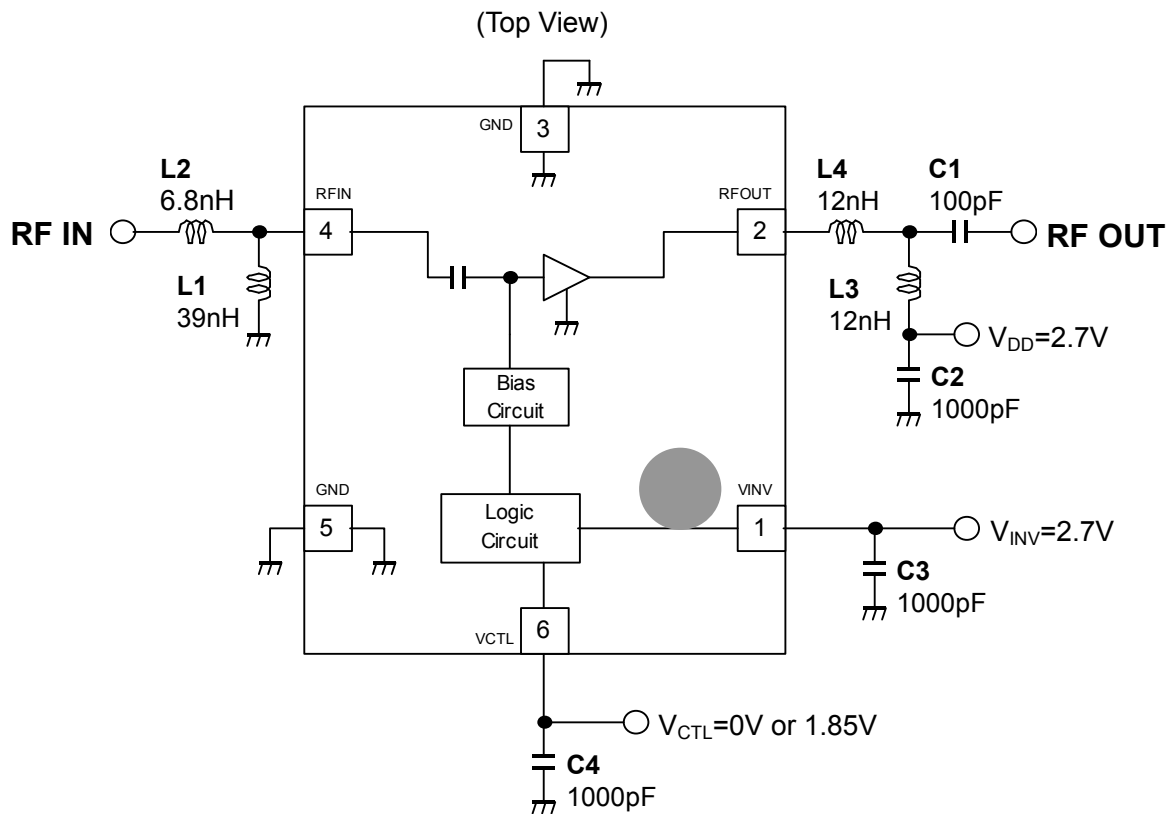 (Top View)
GND
3
L2
6.8nH
RFIN
4
RF IN
L1
39nH
RFOUT
2
L4
12nH
C1
100pF
RF OUT
L3
12nH
VDD=2.7V
C2
1000pF
Bias
Circuit
GND
5
Logic
Circuit
VINV
1
VINV=2.7V
C3
1000pF
VCTL
6
VCTL=0V or 1.85V
C4
1000pF